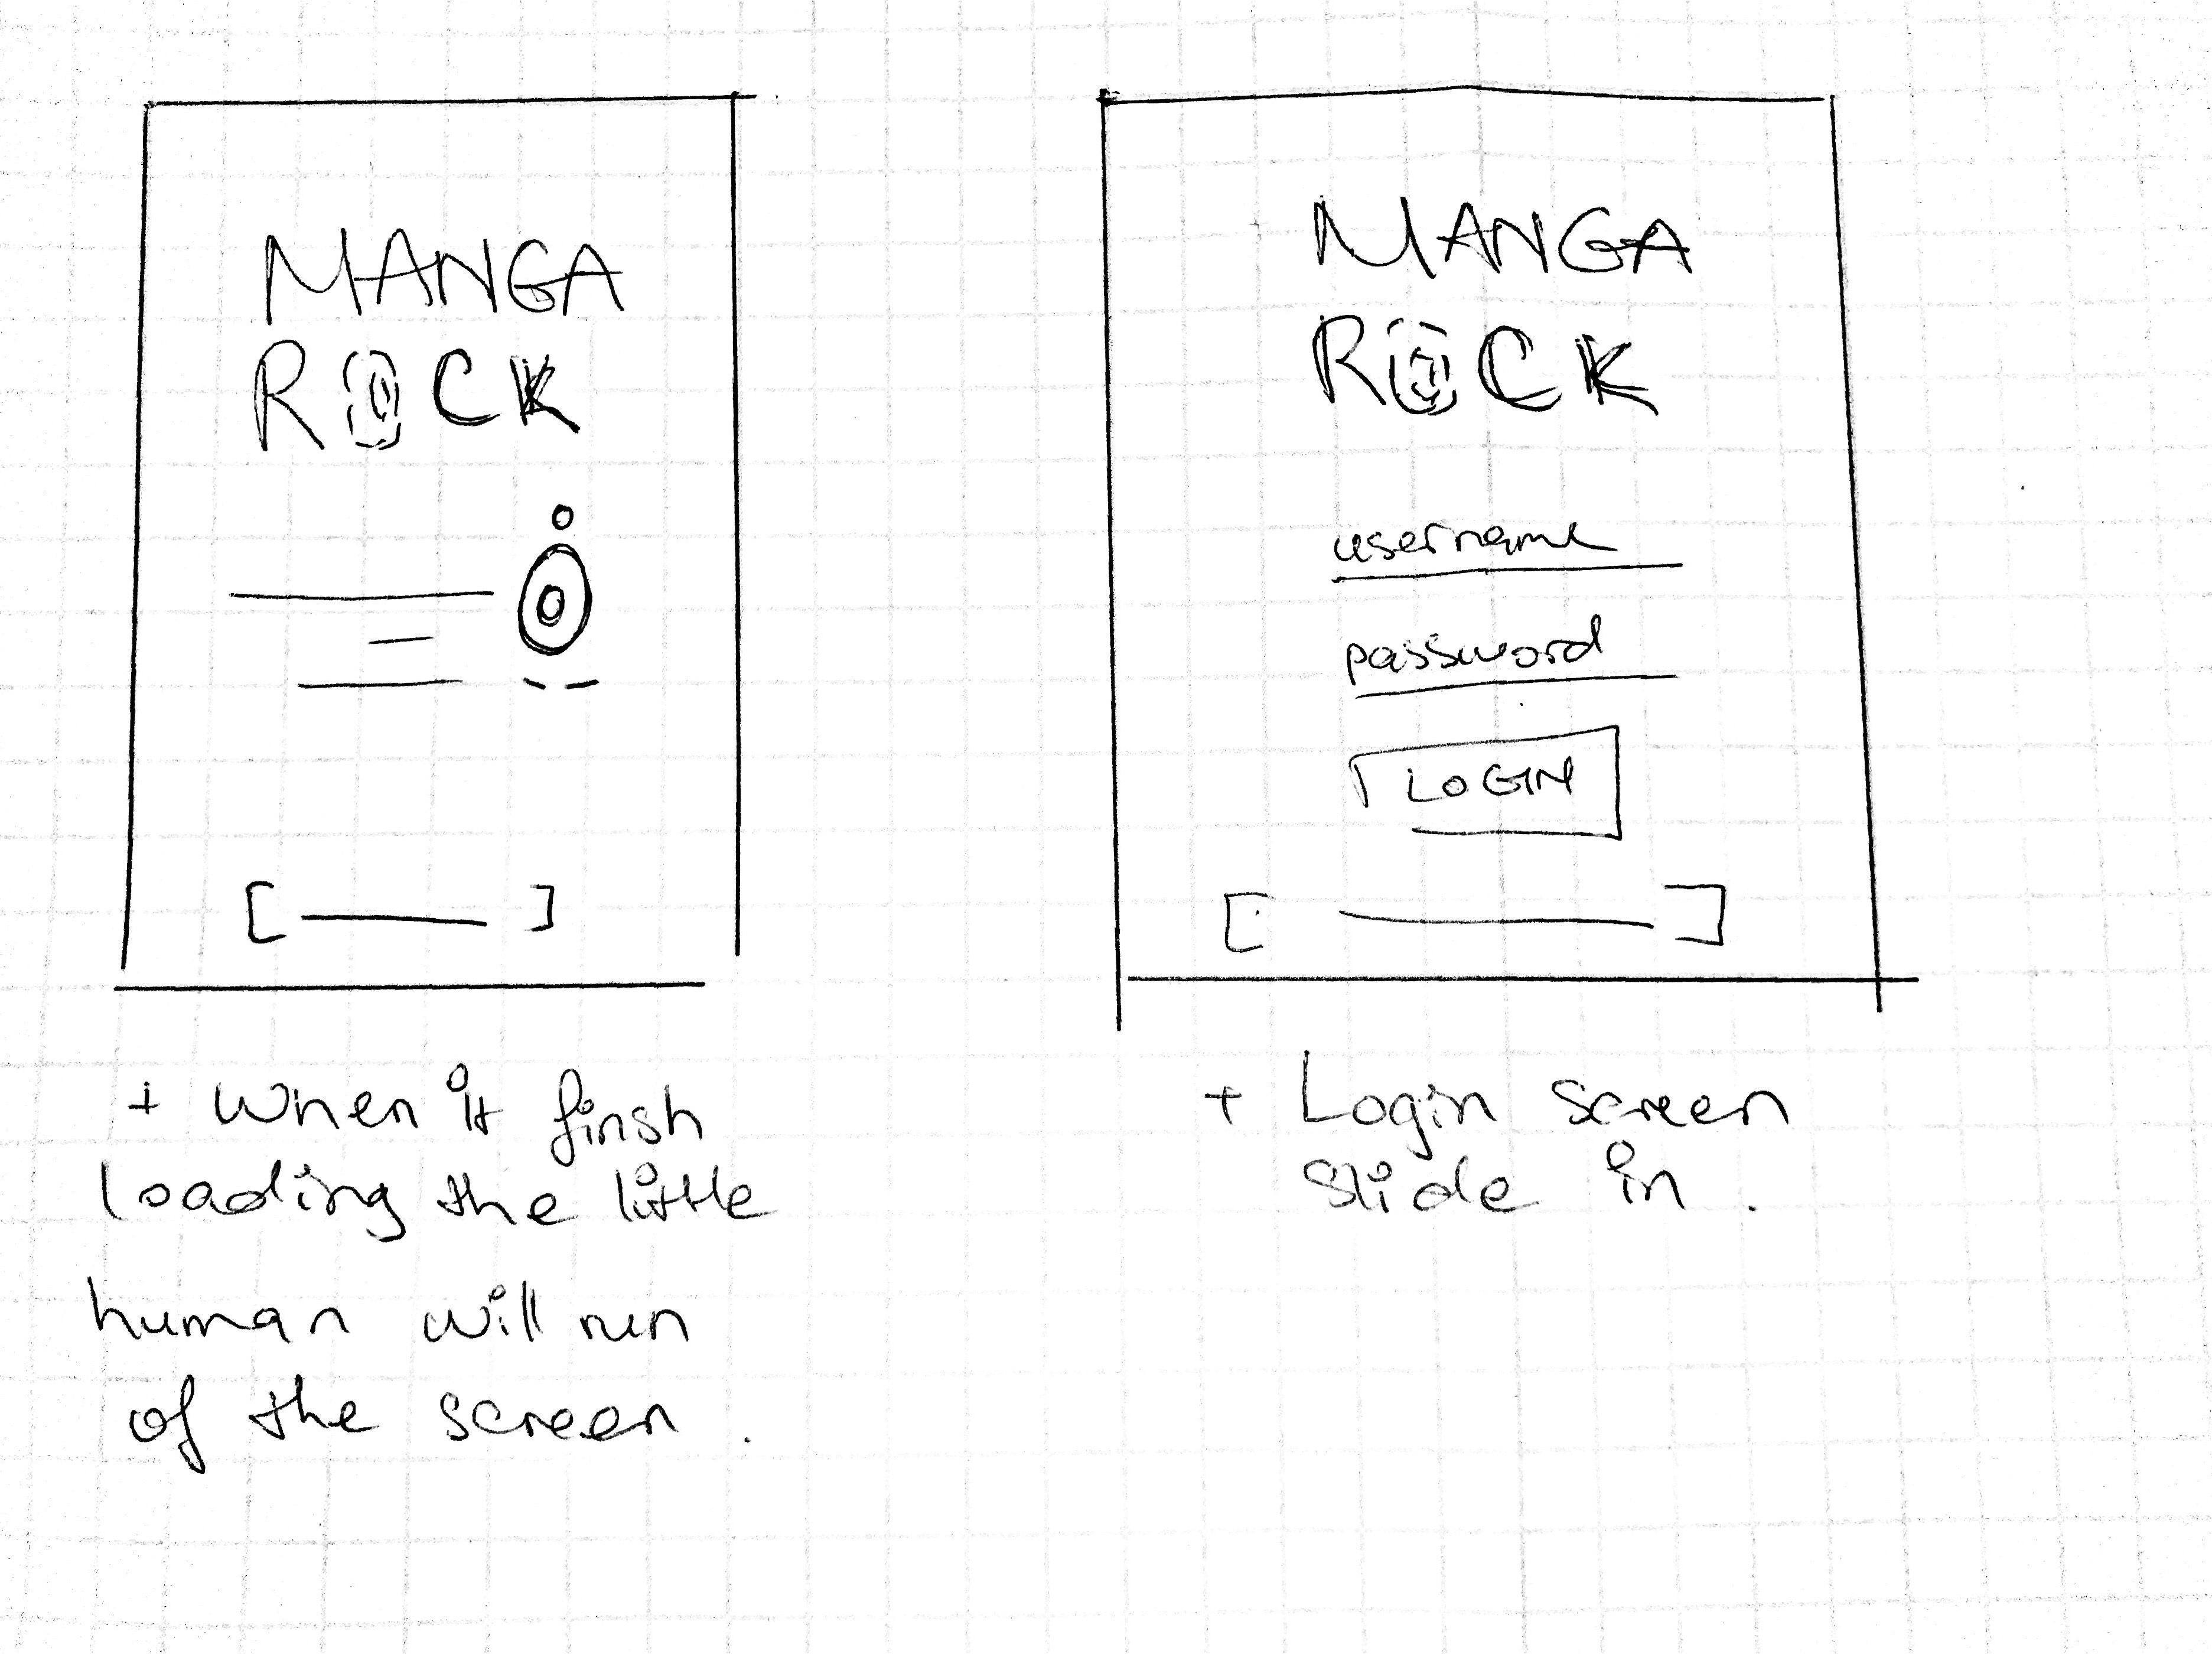 MANGA
ROCK
+ When it finsh
loading the little
human will run
of the screen.
MANGA
ROCK
username
password
LOGIN
+ Login screen
slide in.